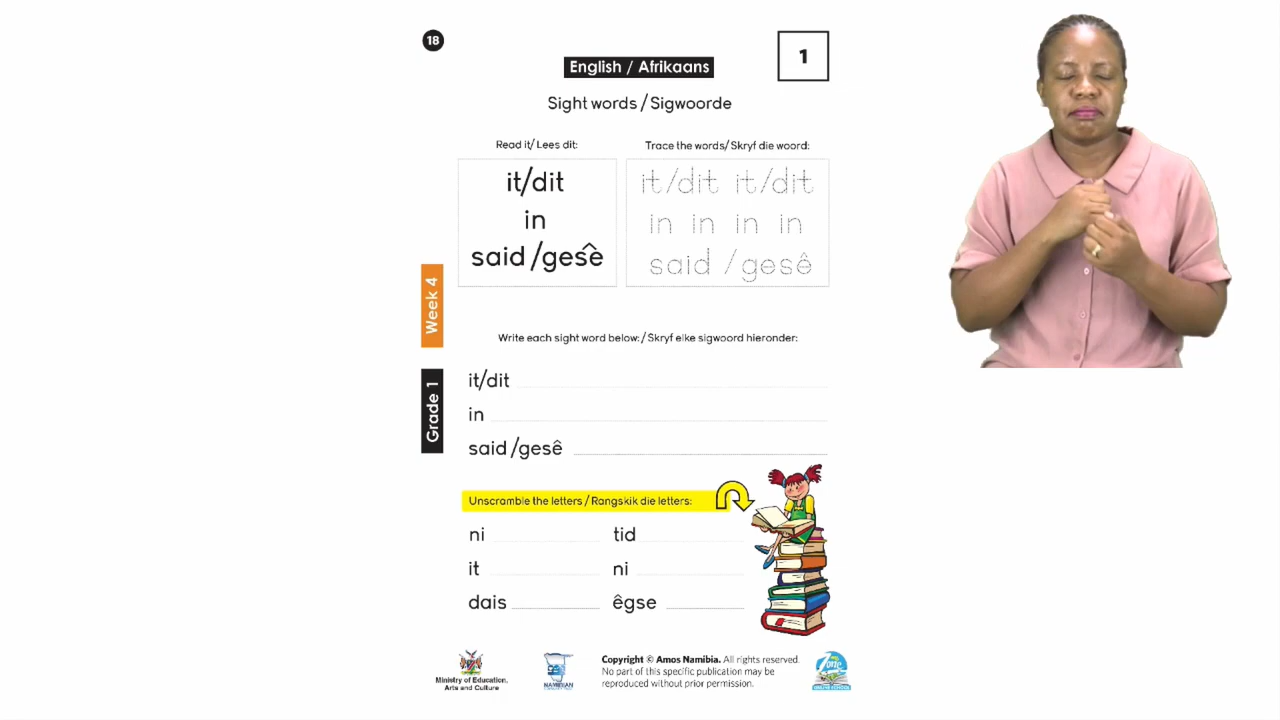 18
1
English / Afrikaans
Sight words / Sigwoorde
Read it/ Lees dit:
Trace the words/ Skryf die woord:
it/dit
in
said /gesê
it/dit it/dit
in in in in
said / gesê
Week 4
Grade 1
Write each sight word below: / Skryf elke sigwoord hieronder:
it/dit
in
said /gesê
Unscramble the letters / Rangskik die letters:
ni tid
it ni
dais êgse
Ministry of Education,
Arts and Culture
NAMIBIAN
Copyright © Amos Namibia. All rights reserved.
No part of this specific publication may be
reproduced without prior permission.